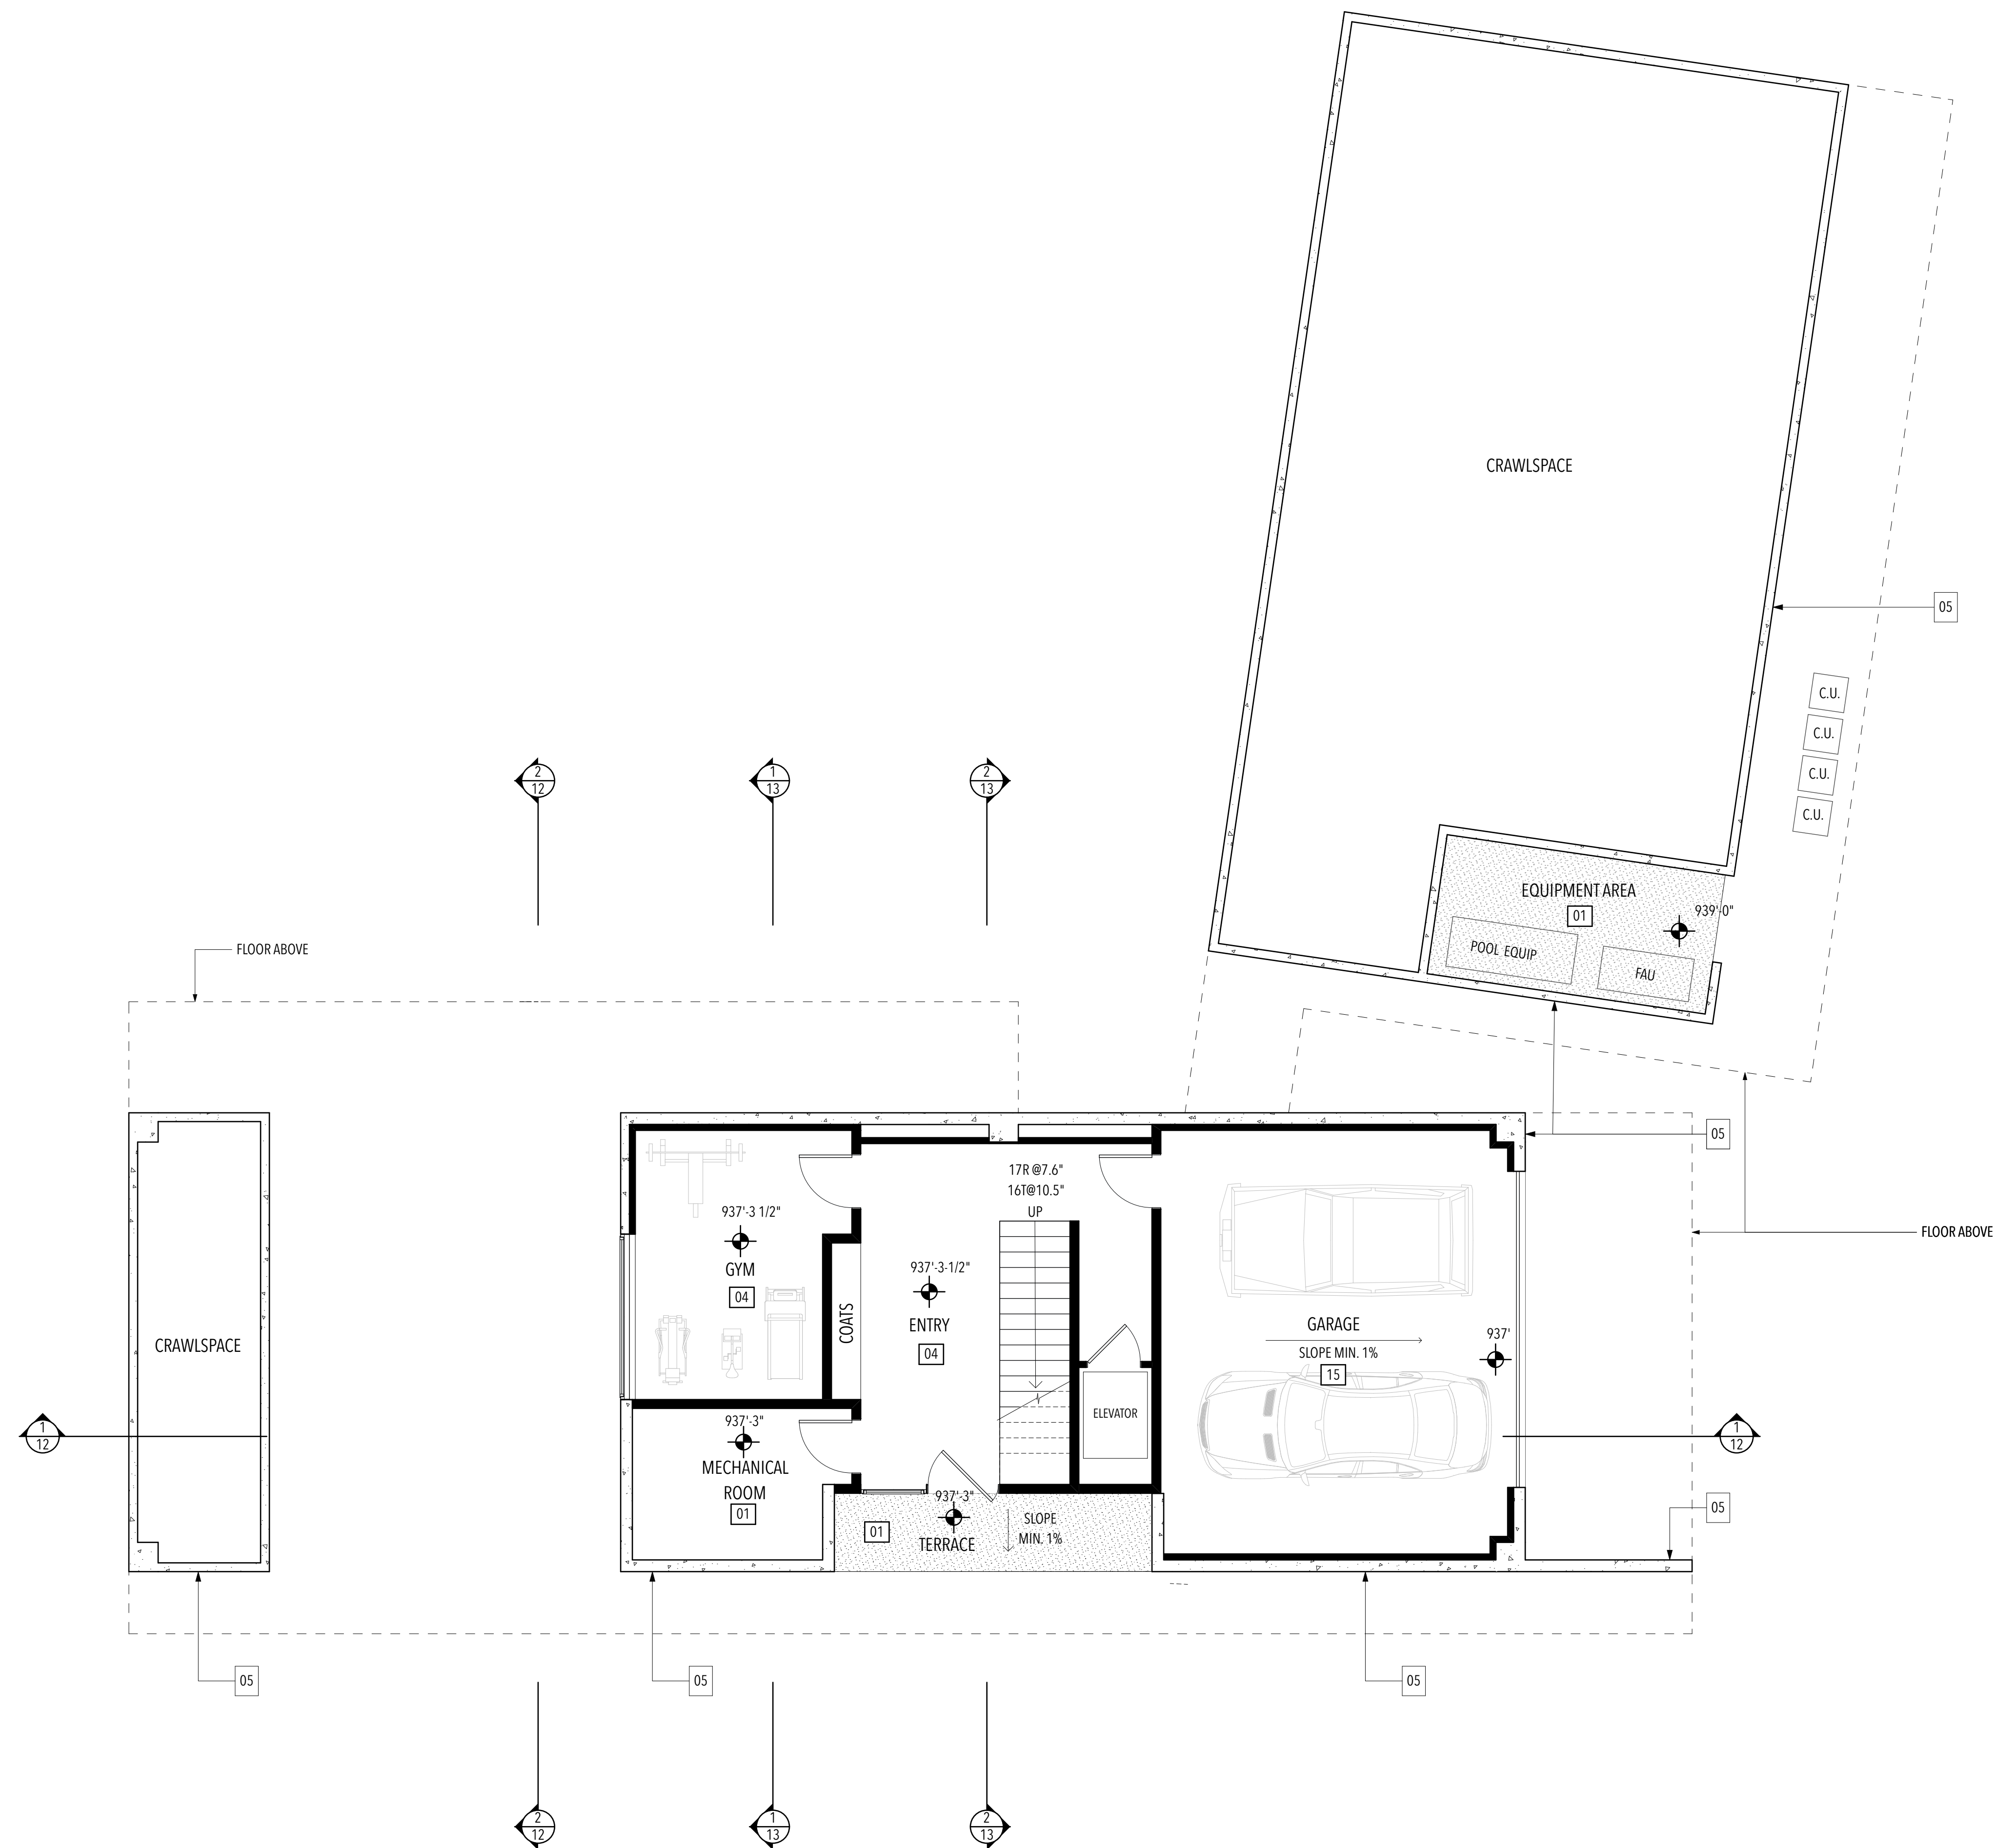 CRAWLSPACE
05
C.U.
C.U.
C.U.
C.U.
2
12
1
13
2
13
EQUIPMENT AREA
01
939'-0"
POOL EQUIP
FAU
FLOOR ABOVE
05
17R @7.6"
16T@10.5"
UP
937'-3 1/2"
GYM
04
937'-3-1/2"
ENTRY
04
COATS
FLOOR ABOVE
GARAGE
SLOPE MIN. 1%
15
937'
CRAWLSPACE
ELEVATOR
1
12
937'-3"
MECHANICAL
ROOM
01
1
12
937'-3"
01
TERRACE
SLOPE
MIN. 1%
05
05
05
05
2
12
1
13
2
13